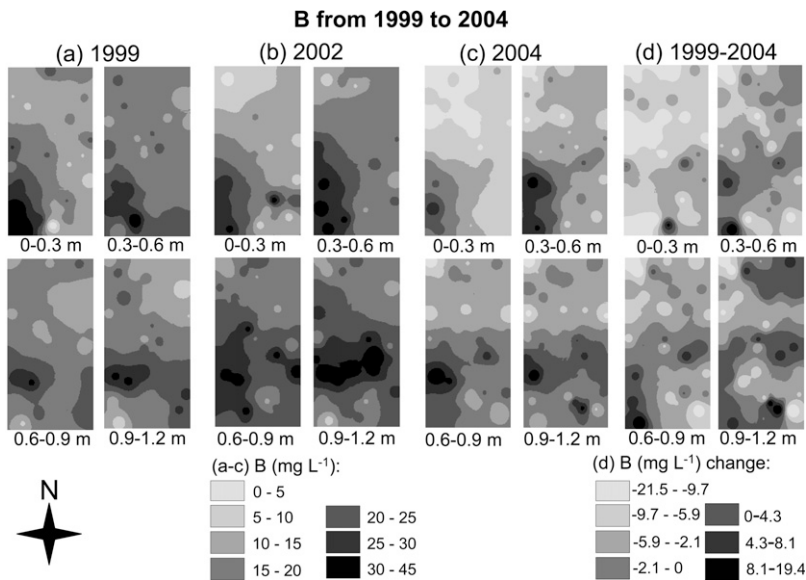 B from 1999 to 2004
(a) 1999
(b) 2002
(c) 2004
(d) 1999-2004
0-0.3 m
0.3-0.6 m
0-0.3 m
0.3-0.6 m
0-0.3 m
0.3-0.6 m
0-0.3 m
0.3-0.6 m
0.6-0.9 m
0.9-1.2 m
0.6-0.9 m
0.9-1.2 m
0.6-0.9 m
0.9-1.2 m
0.6-0.9 m
0.9-1.2 m
N
(a-c) B (mg L⁻¹):
0 - 5
5 - 10
10 - 15
15 - 20
20 - 25
25 - 30
30 - 45
(d) B (mg L⁻¹) change:
-21.5 - -9.7
-9.7 - -5.9
-5.9 - -2.1
-2.1 - 0
0-4.3
4.3-8.1
8.1-19.4